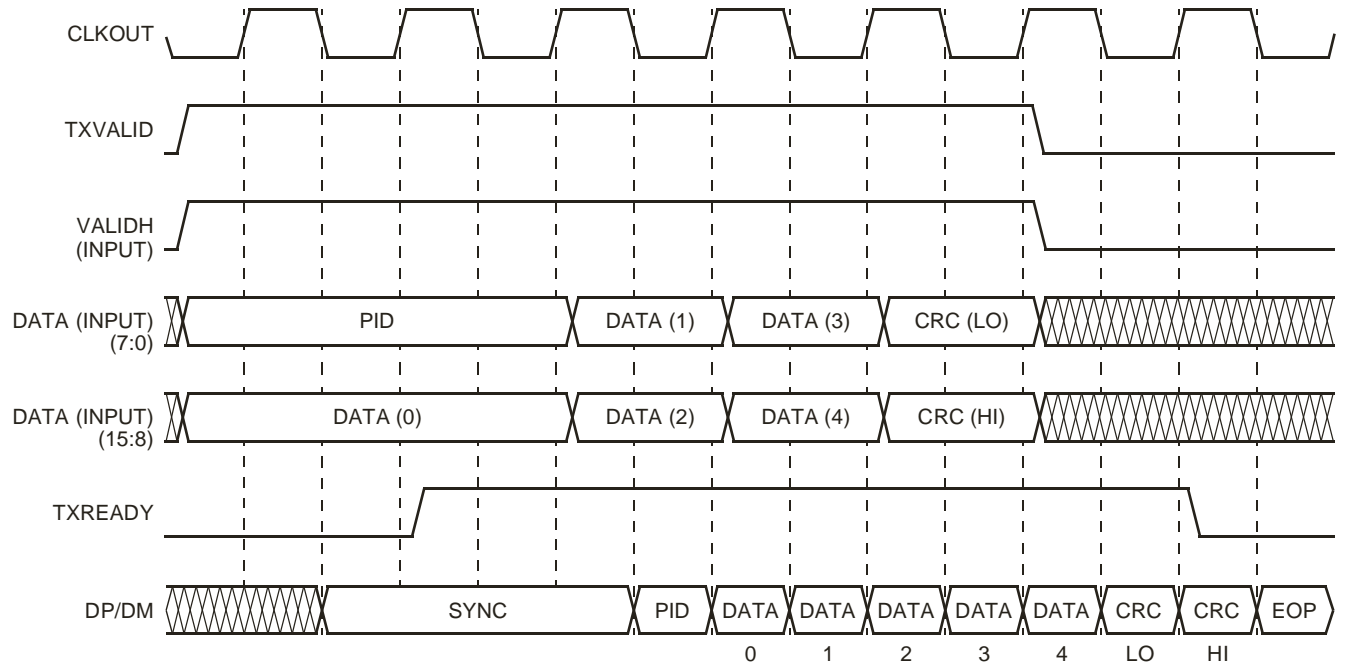 CLKOUT
TXVALID
VALIDH
(INPUT)
DATA (INPUT)
(7:0)
PID
DATA (1)
DATA (3)
CRC (LO)
DATA (INPUT)
(15:8)
DATA (0)
DATA (2)
DATA (4)
CRC (HI)
TXREADY
DP/DM
SYNC
PID
DATA
DATA
DATA
DATA
DATA
CRC
CRC
EOP
0
1
2
3
4
LO
HI